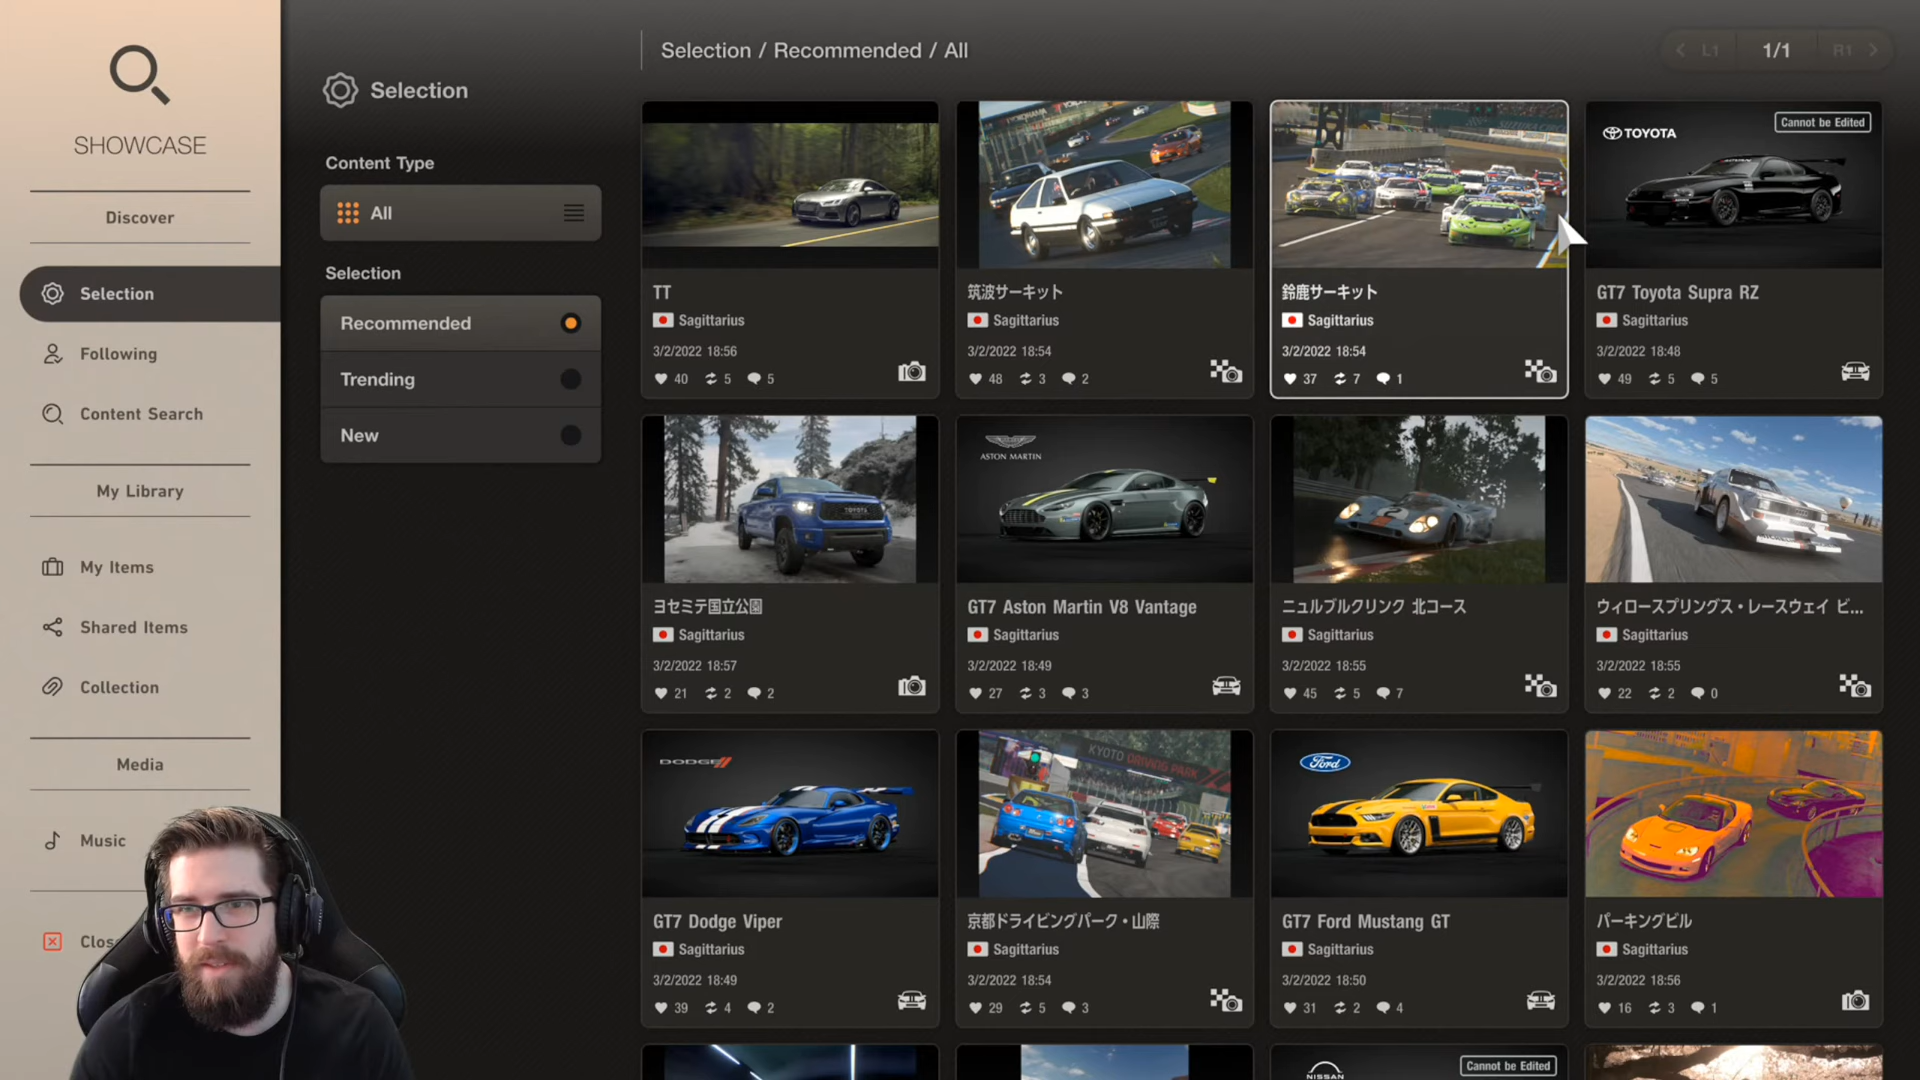 SHOWCASE
Discover
Selection
Following
Content Search
My Library
My Items
Shared Items
Collection
Media
Music
Clos
Selection
Content Type
All
Selection
Recommended
Trending
New
Selection / Recommended / All
L1
1/1
R1
TT
Sagittarius
3/2/2022 18:56
40 5 5
筑波サーキット
Sagittarius
3/2/2022 18:54
48 3 2
鈴鹿サーキット
Sagittarius
3/2/2022 18:54
37 7 1
TOYOTA
Cannot be Edited
GT7 Toyota Supra RZ
Sagittarius
3/2/2022 18:48
49 5 5
TOYOTA
ヨセミテ国立公園
Sagittarius
3/2/2022 18:57
21 2 2
ASTON MARTIN
GT7 Aston Martin V8 Vantage
Sagittarius
3/2/2022 18:49
27 3 3
2
ニュルブルクリンク 北コース
Sagittarius
3/2/2022 18:55
45 5 7
ウィロースプリングス・レースウェイ ビ...
Sagittarius
3/2/2022 18:55
22 2 0
DODGE
GT7 Dodge Viper
Sagittarius
3/2/2022 18:49
39 4 2
KYOTO DRIVING PARK
京都ドライビングパーク・山際
Sagittarius
3/2/2022 18:54
29 5 3
Ford
GT7 Ford Mustang GT
Sagittarius
3/2/2022 18:50
31 2 4
パーキングビル
Sagittarius
3/2/2022 18:56
16 3 1
NISSAN
Cannot be Edited